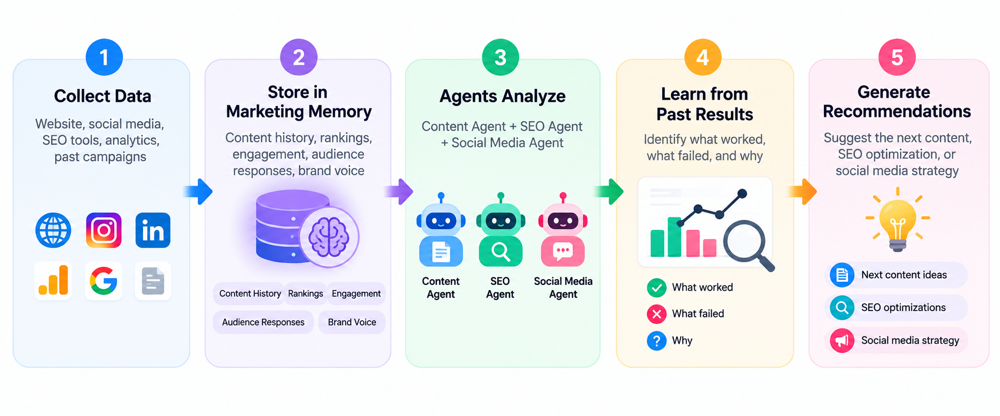 1
Collect Data
Website, social media,
SEO tools, analytics,
past campaigns
in
G
2
Store in
Marketing Memory
Content history, rankings,
engagement, audience
responses, brand voice
Content History
Rankings
Engagement
Audience Responses
Brand Voice
3
Agents Analyze
Content Agent + SEO Agent
+ Social Media Agent
Content
Agent
SEO
Agent
Social Media
Agent
4
Learn from
Past Results
Identify what worked,
what failed, and why
What worked
What failed
?
Why
5
Generate
Recommendations
Suggest the next content,
SEO optimization, or
social media strategy
Next content ideas
SEO optimizations
Social media strategy